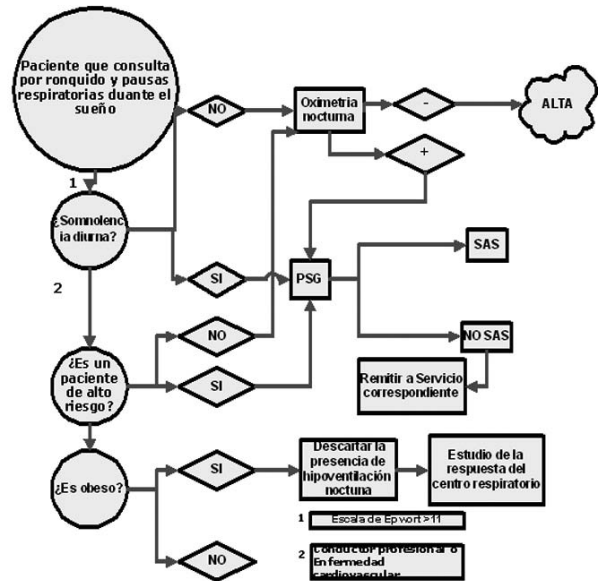 Paciente que consulta
por ronquido y pausas
respiratorias duante el
sueño
NO
Oximetria
nocturna
-
ALTA
+
1
¿Somnolenc
ia diurna?
SI
PSG
SAS
2
NO
NO SAS
¿Es un
paciente
de alto
riesgo?
SI
Remitir a Servicio
correspondiente
¿Es obeso?
SI
Descartar la
presencia de
hipoventilación
noctuna
Estudio de la
respuesta del
centro respiratorio
1 Escala de Epwort >11
NO
2 Conductor profesional o
Enfermedad
cardiovascular